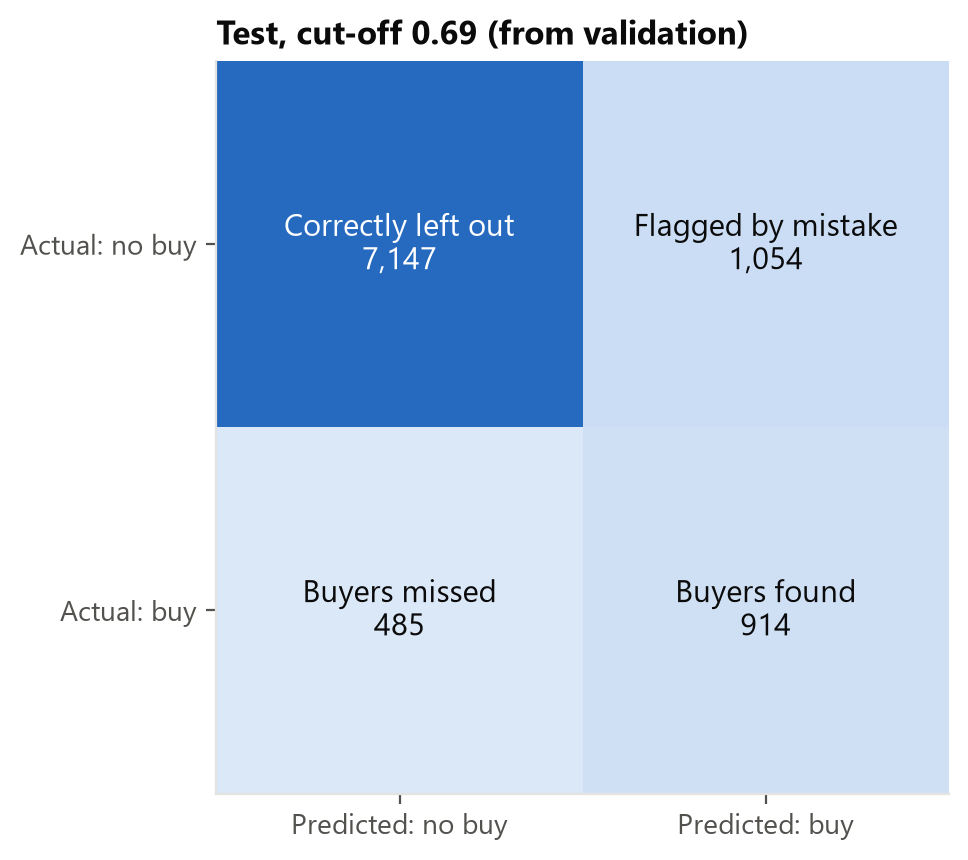 Test, cut-off 0.69 (from validation)
Actual: no buy
Correctly left out
7,147
Flagged by mistake
1,054
Actual: buy
Buyers missed
485
Buyers found
914
Predicted: no buy
Predicted: buy